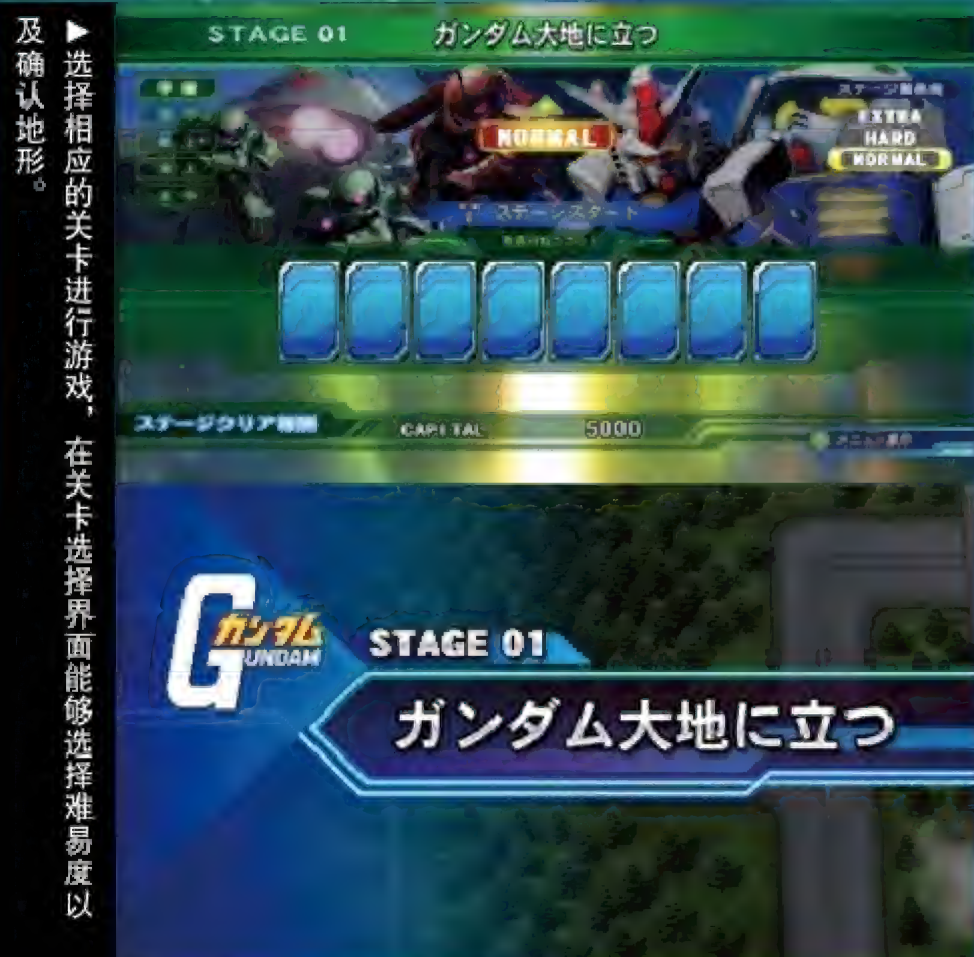 ▶选择相应的关卡进行游戏，在关卡选择界面能够选择难易度以
及确认地形。
STAGE 01 ガンダム大地に立つ
EXTRA
HARD
NORMAL
NORMAL
ステージスタート
ステージクリア報酬 CAPITAL 5000
ガンダム
GUNDAM
STAGE 01
ガンダム大地に立つ